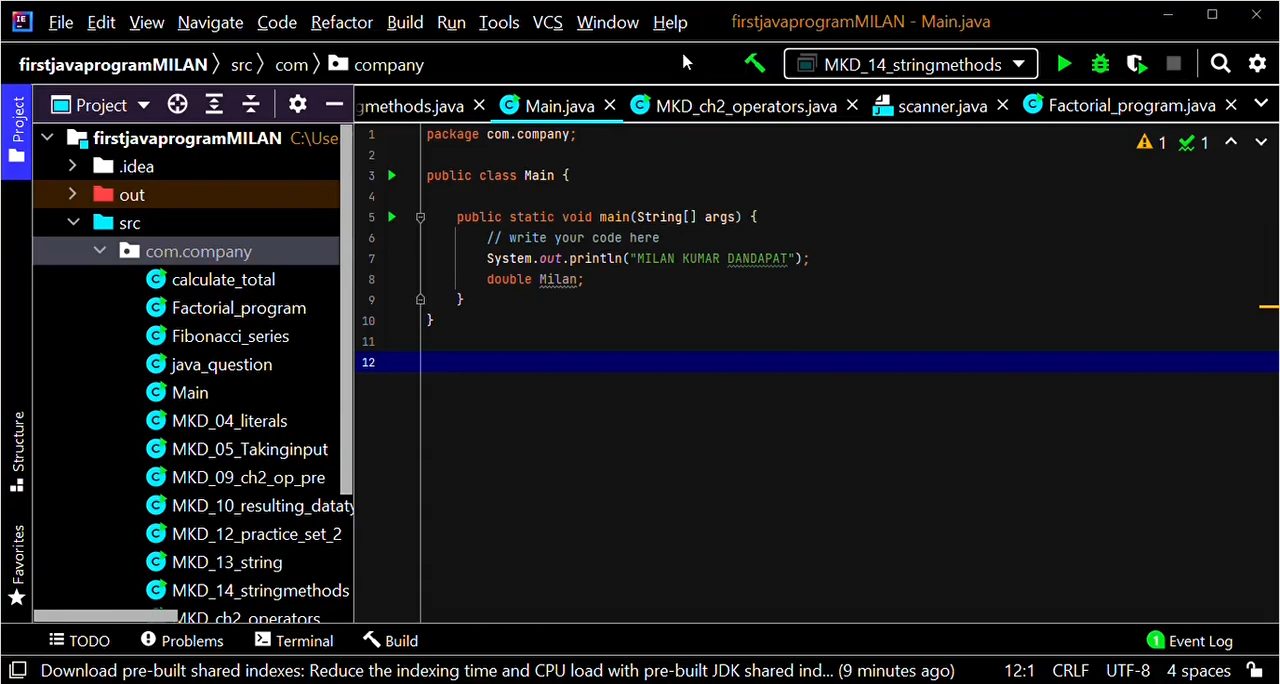 File Edit View Navigate Code Refactor Build Run Tools VCS Window Help firstjavaprogramMILAN - Main.java
firstjavaprogramMILAN src com company MKD_14_stringmethods
Project gmethods.java Main.java MKD_ch2_operators.java scanner.java Factorial_program.java
Project
Structure
Favorites
firstjavaprogramMILAN C:\Use
.idea
out
src
com.company
calculate_total
Factorial_program
Fibonacci_series
java_question
Main
MKD_04_literals
MKD_05_Takinginput
MKD_09_ch2_op_pre
MKD_10_resulting_dataty
MKD_12_practice_set_2
MKD_13_string
MKD_14_stringmethods
MKD_ch2_operators
1 package com.company;
2
3 public class Main {
4
5 public static void main(String[] args) {
6 // write your code here
7 System.out.println("MILAN KUMAR DANDAPAT");
8 double Milan;
9 }
10 }
11
12
1 1
TODO Problems Terminal Build 1 Event Log
Download pre-built shared indexes: Reduce the indexing time and CPU load with pre-built JDK shared ind... (9 minutes ago) 12:1 CRLF UTF-8 4 spaces